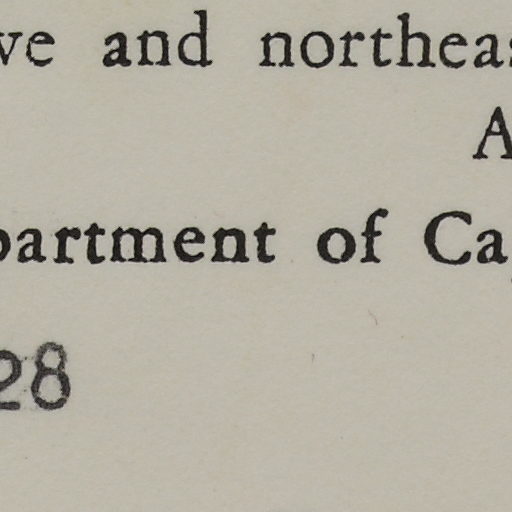 ve and northeas
A
partment of Ca
28